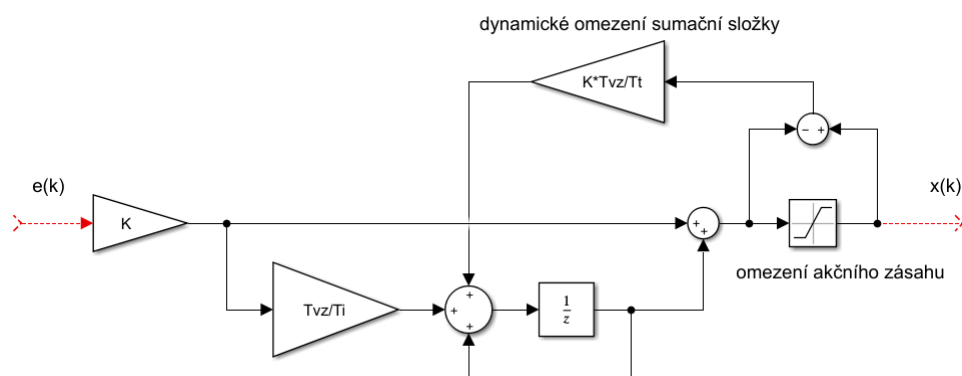 dynamické omezení sumační složky
K*Tvz/Tt
− +
e(k)
x(k)
K
+
+
omezení akčního zásahu
Tvz/Ti
+
+
+
1
z